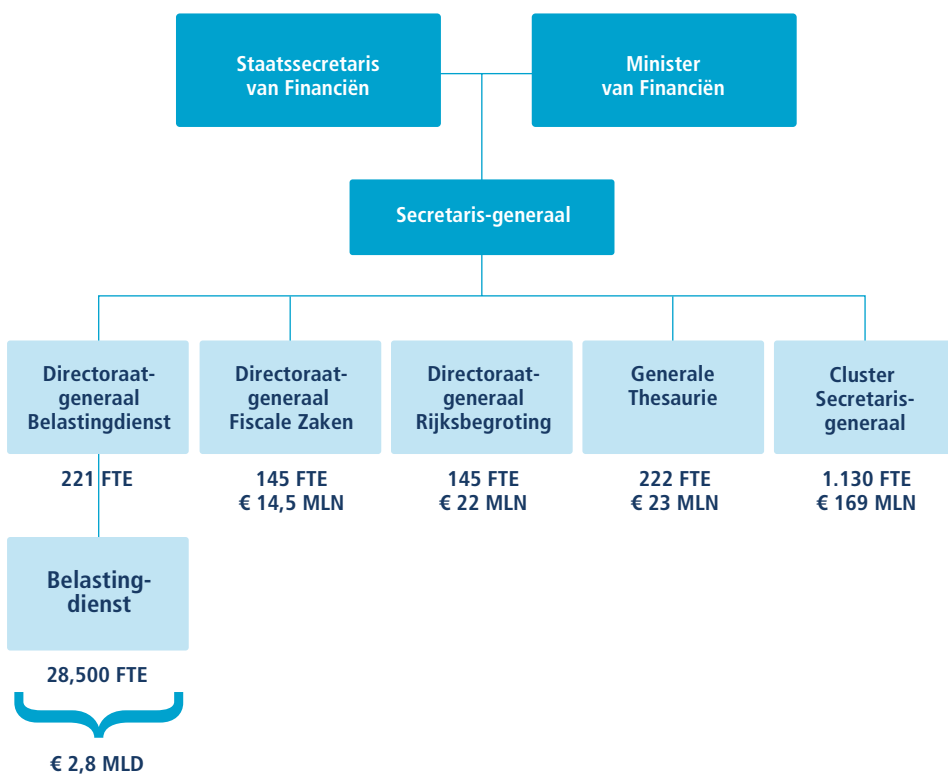 Staatssecretaris
van Financiën
Minister
van Financiën
Secretaris-generaal
Directoraat-
generaal
Belastingdienst
221 FTE
Directoraat-
generaal
Fiscale Zaken
145 FTE
€ 14,5 MLN
Directoraat-
generaal
Rijksbegroting
145 FTE
€ 22 MLN
Generale
Thesaurie
222 FTE
€ 23 MLN
Cluster
Secretaris-
generaal
1.130 FTE
€ 169 MLN
Belasting-
dienst
28,500 FTE
€ 2,8 MLD